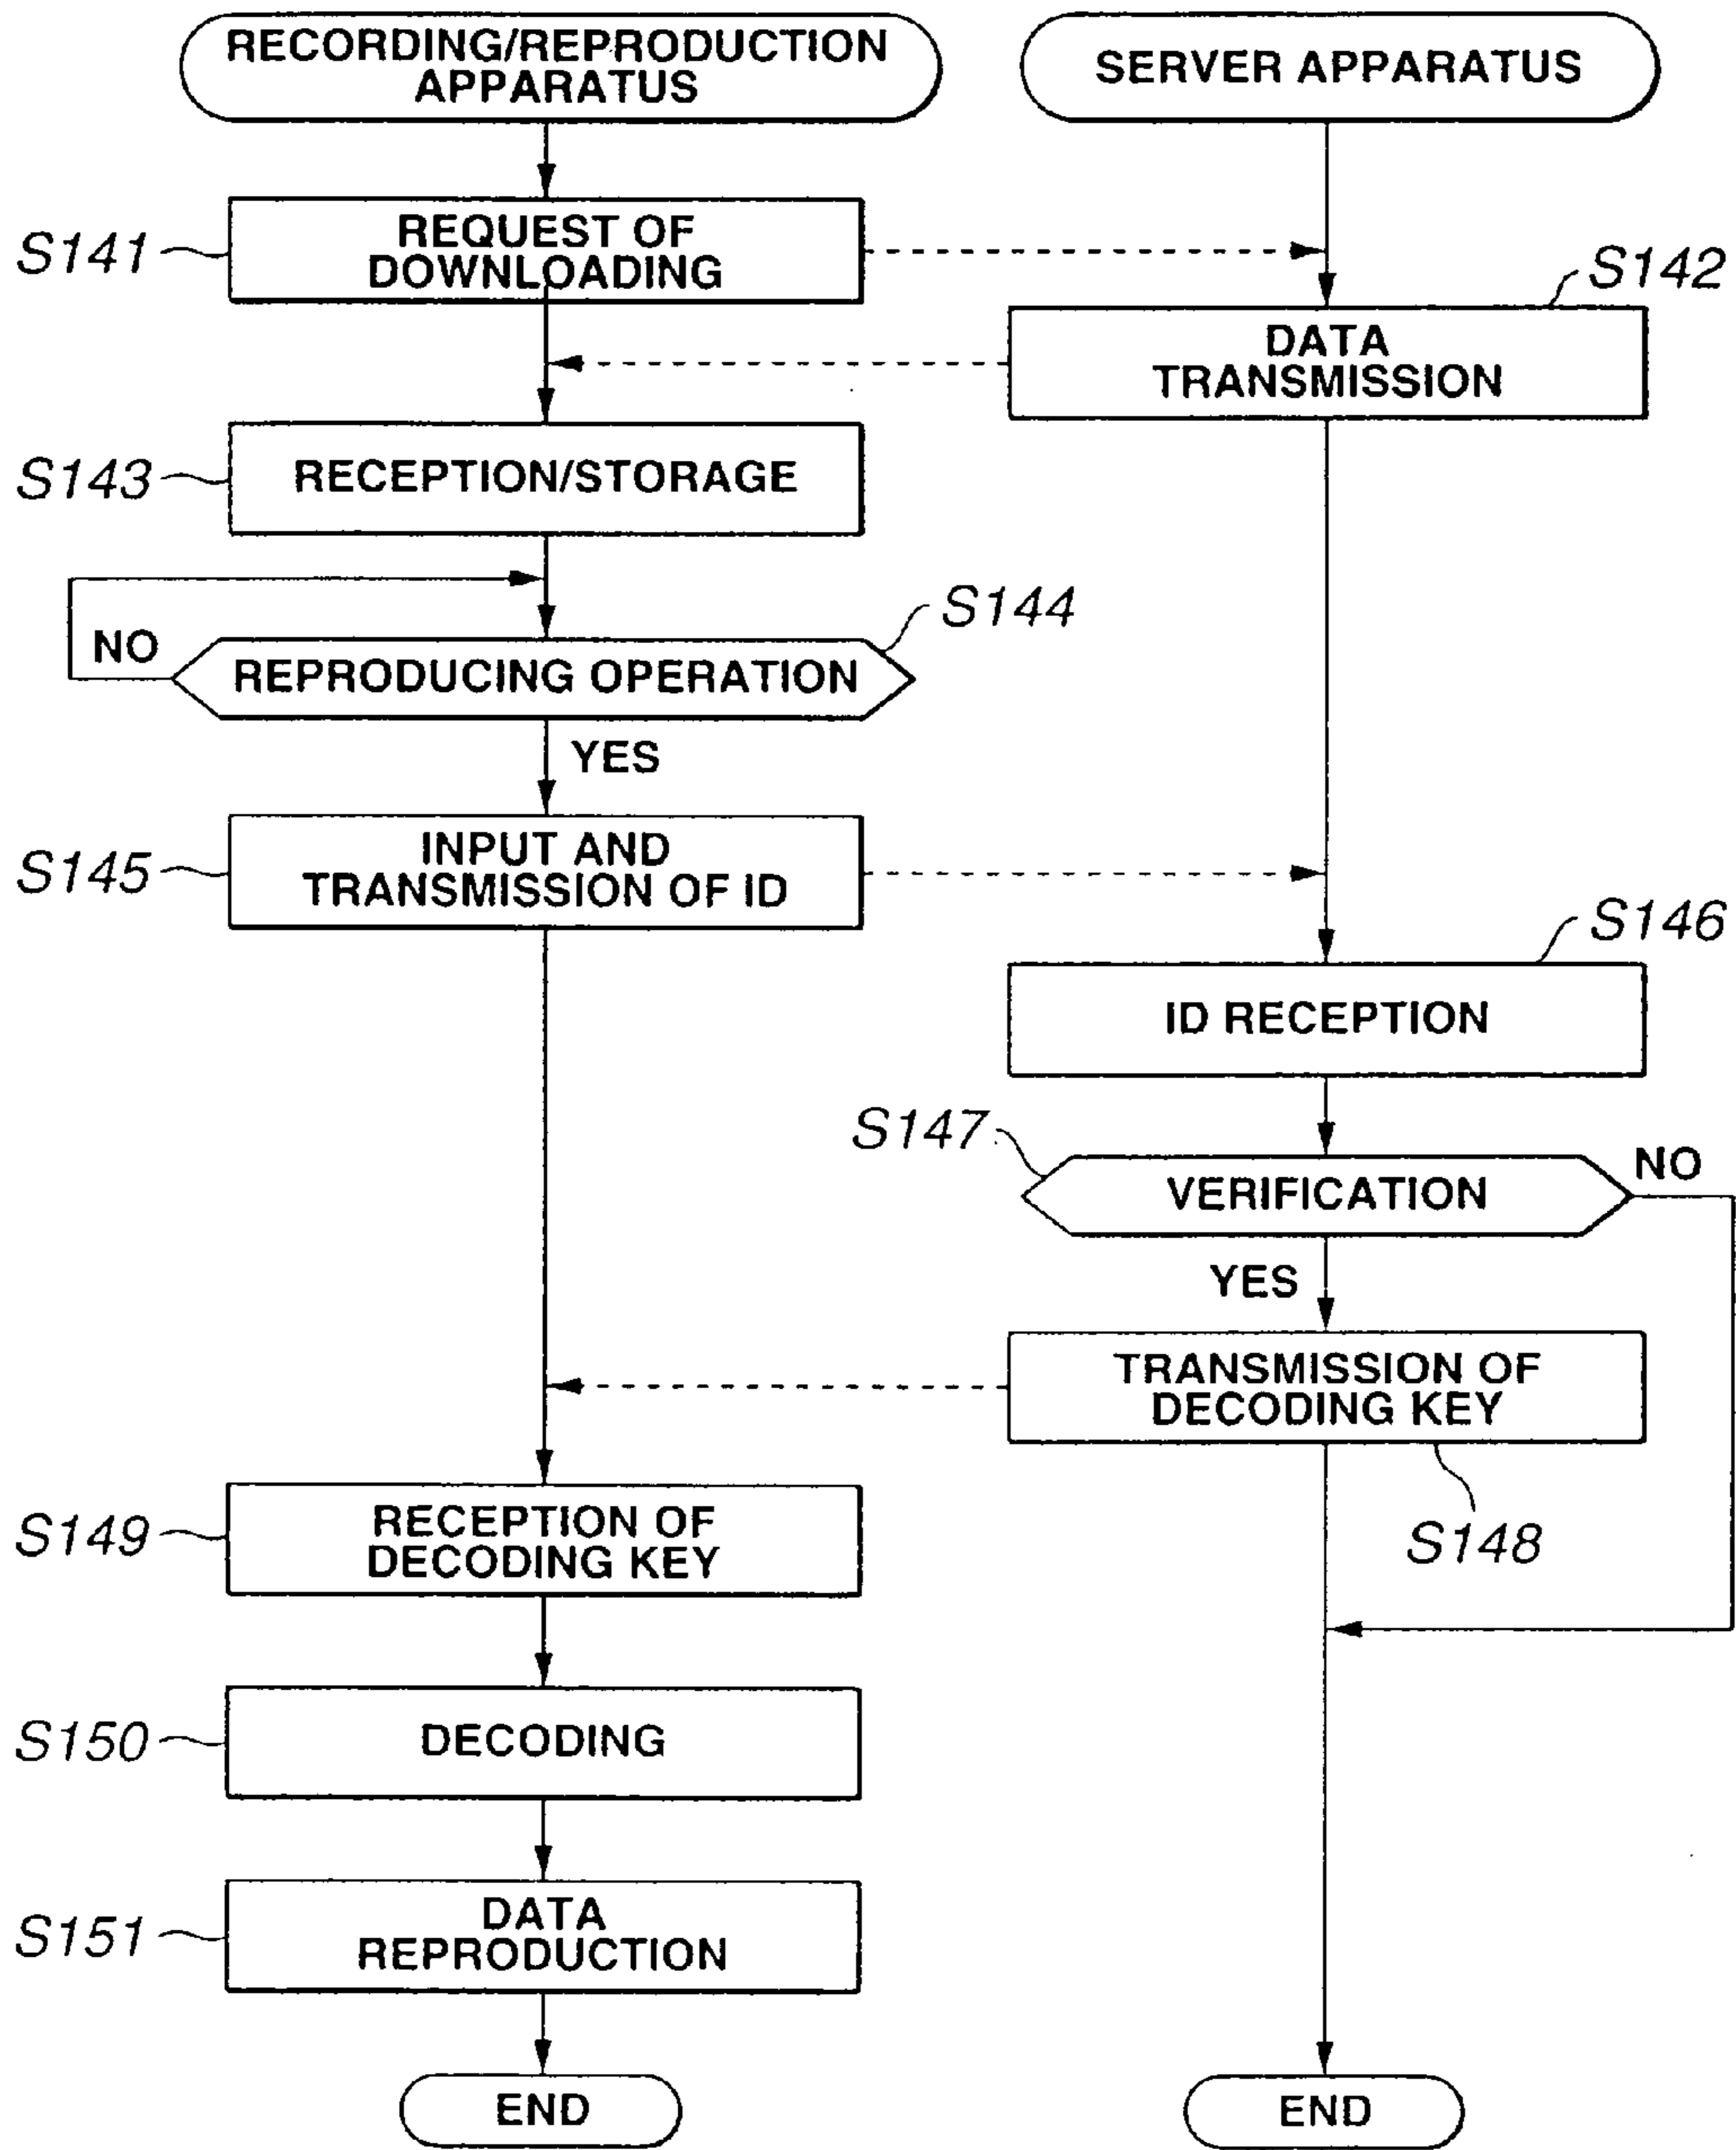 RECORDING/REPRODUCTION
APPARATUS
SERVER APPARATUS
S141
REQUEST OF
DOWNLOADING
S142
DATA
TRANSMISSION
S143
RECEPTION/STORAGE
S144
NO
REPRODUCING OPERATION
YES
S145
INPUT AND
TRANSMISSION OF ID
S146
ID RECEPTION
S147
NO
VERIFICATION
YES
TRANSMISSION OF
DECODING KEY
S148
S149
RECEPTION OF
DECODING KEY
S150
DECODING
S151
DATA
REPRODUCTION
END
END